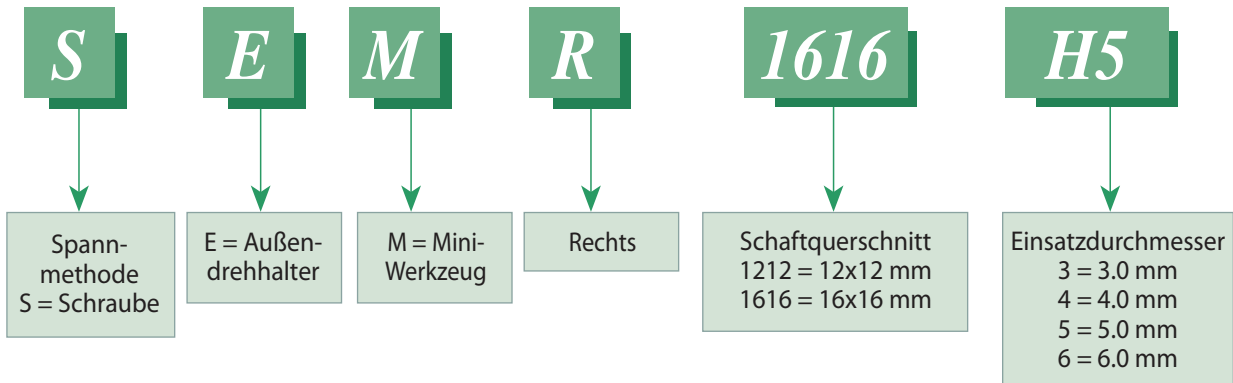 S E M R 1616 H5
Spann-
methode
S = Schraube
E = Außen-
drehhalter
M = Mini-
Werkzeug
Rechts
Schaftquerschnitt
1212 = 12x12 mm
1616 = 16x16 mm
Einsatzdurchmesser
3 = 3.0 mm
4 = 4.0 mm
5 = 5.0 mm
6 = 6.0 mm